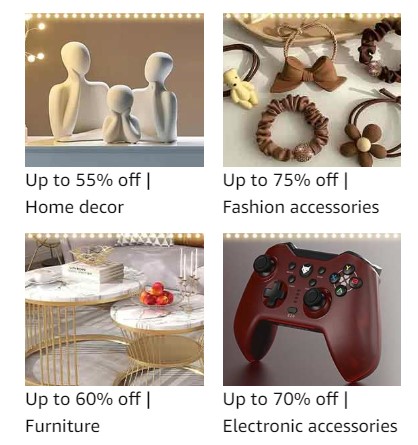 Up to 55% off |
Home decor
Up to 75% off |
Fashion accessories
Up to 60% off |
Furniture
Up to 70% off |
Electronic accessories